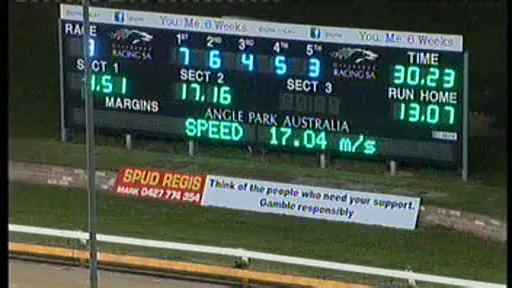 You, Me, 6 Weeks
You, Me, 6 Weeks
RACE 1ST 2ND 3RD 4TH 5TH TIME
7 6 4 5 3 30.23
RACING SA RACING SA
SECT 1 SECT 2 SECT 3 RUN HOME
.51 17.16 13.07
MARGINS ANGLE PARK AUSTRALIA
SPEED 17.04 m/s
SPUD REGIS
MARK 0427 774 354
Think of the people who need your support.
Gamble responsibly